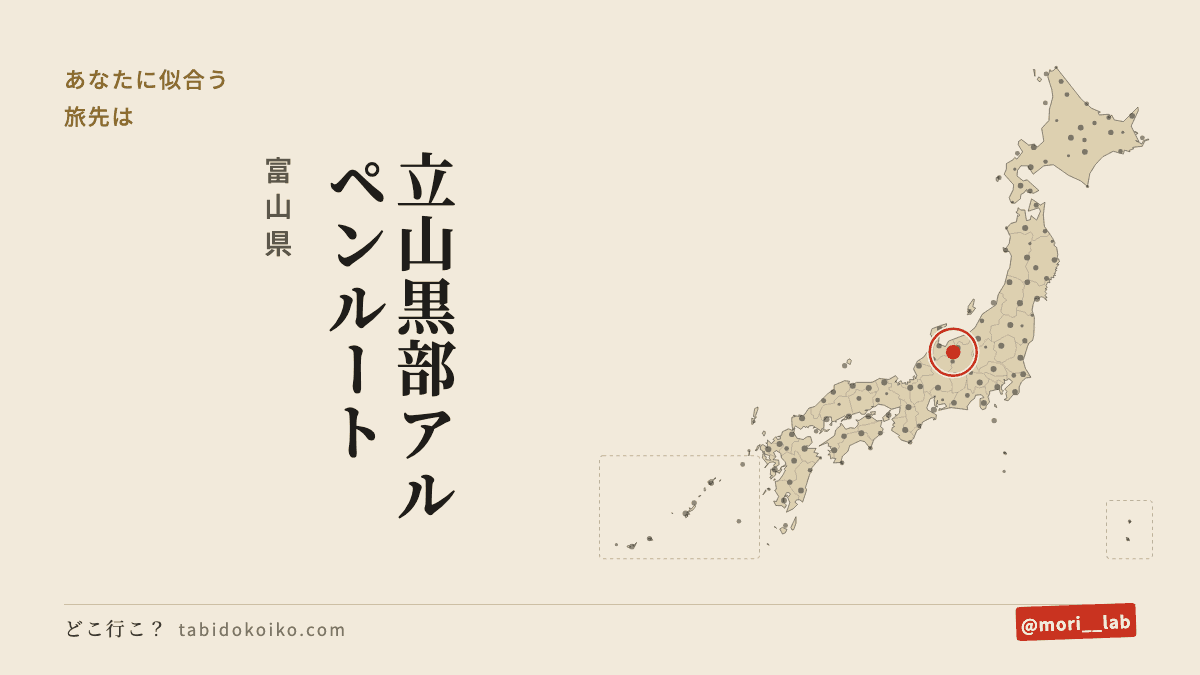 あなたに似合う
旅先は
立山黒部アル
ペンルート
富山県
どこ行こ？ tabidokoiko.com
@mori__lab